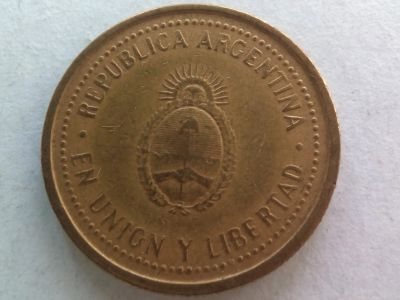 · REPUBLICA ARGENTINA ·
EN UNION Y LIBERTAD